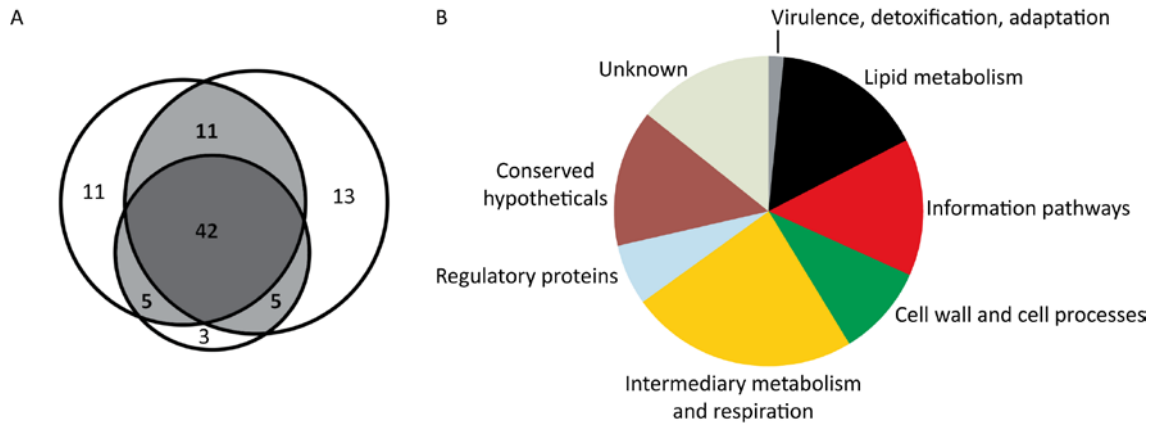 A
11
11
13
42
5
5
3
B
Virulence, detoxification, adaptation
Unknown
Lipid metabolism
Conserved
hypotheticals
Information pathways
Regulatory proteins
Cell wall and cell processes
Intermediary metabolism
and respiration